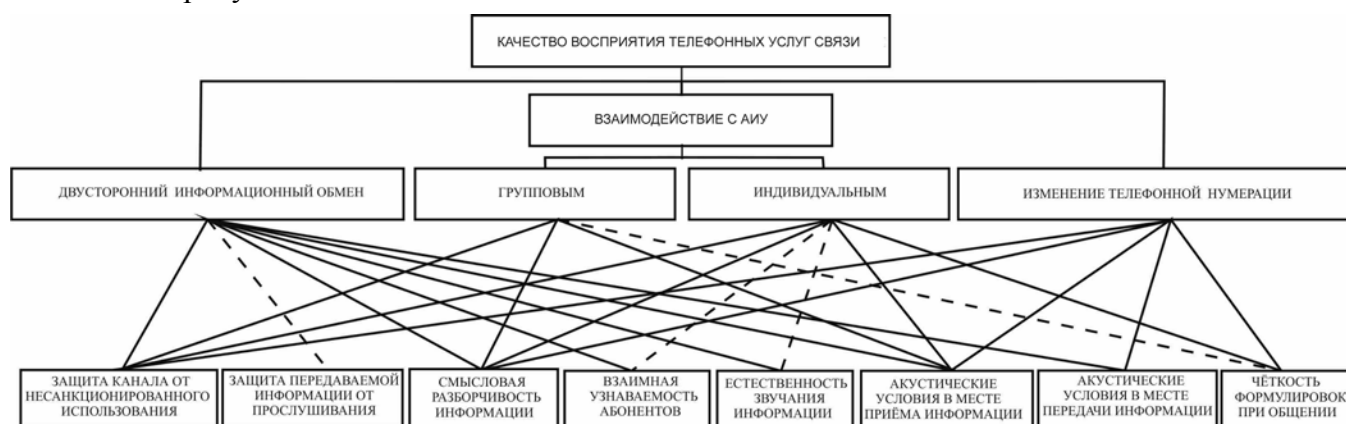 КАЧЕСТВО ВОСПРИЯТИЯ ТЕЛЕФОННЫХ УСЛУГ СВЯЗИ
ВЗАИМОДЕЙСТВИЕ С АИУ
ДВУСТОРОННИЙ ИНФОРМАЦИОННЫЙ ОБМЕН
ГРУППОВЫМ
ИНДИВИДУАЛЬНЫМ
ИЗМЕНЕНИЕ ТЕЛЕФОННОЙ НУМЕРАЦИИ
ЗАЩИТА КАНАЛА ОТ
НЕСАНКЦИОНИРОВАННОГО
ИСПОЛЬЗОВАНИЯ
ЗАЩИТА ПЕРЕДАВАЕМОЙ
ИНФОРМАЦИИ ОТ
ПРОСЛУШИВАНИЯ
СМЫСЛОВАЯ
РАЗБОРЧИВОСТЬ
ИНФОРМАЦИИ
ВЗАИМНАЯ
УЗНАВАЕМОСТЬ
АБОНЕНТОВ
ЕСТЕСТВЕННОСТЬ
ЗВУЧАНИЯ
ИНФОРМАЦИИ
АКУСТИЧЕСКИЕ
УСЛОВИЯ В МЕСТЕ
ПРИЁМА ИНФОРМАЦИИ
АКУСТИЧЕСКИЕ
УСЛОВИЯ В МЕСТЕ
ПЕРЕДАЧИ ИНФОРМАЦИИ
ЧЁТКОСТЬ
ФОРМУЛИРОВОК
ПРИ ОБЩЕНИИ